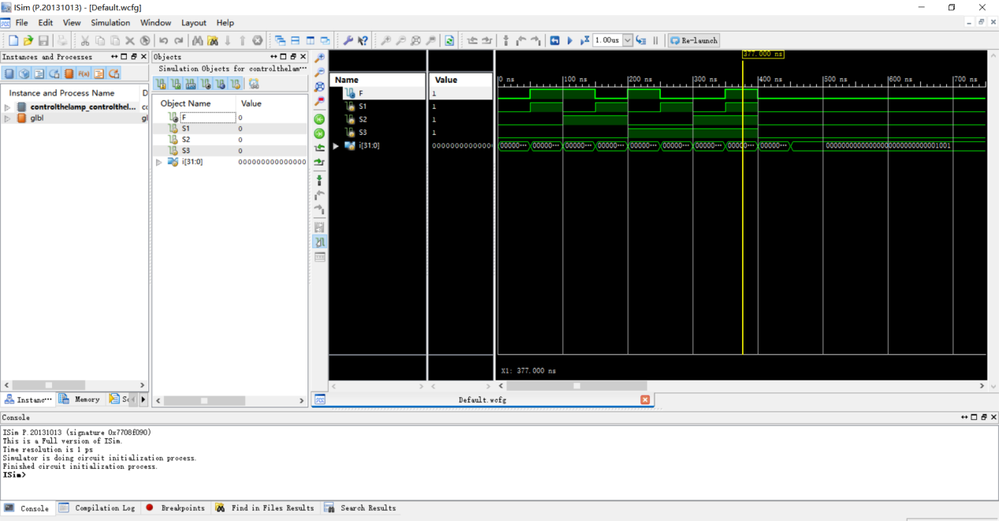 ISim (P.20131013) - [Default.wcfg]
File Edit View Simulation Window Layout Help
1.00us Re-launch
Instances and Processes
Instance and Process Name D
controlthelamp_controlthel...
glbl gl
Instanc··· Memory
Objects
Simulation Objects for controlthelam···
Object Name Value
F 0
S1 0
S2 0
S3 0
i[31:0] 000000000000000
377.000 ns
Name Value
0 ns 100 ns 200 ns 300 ns 400 ns 500 ns 600 ns 700 ns
F 1
S1 1
S2 1
S3 1
i[31:0] 0000000000000 00000··· 00000··· 00000··· 00000··· 00000··· 00000··· 00000··· 00000··· 00000··· 00000000000000000000000000001001
X1: 377.000 ns
Default.wcfg
Console
ISim P.20131013 (signature 0x7708f090)
This is a Full version of ISim.
Time resolution is 1 ps
Simulator is doing circuit initialization process.
Finished circuit initialization process.
ISim>
Console Compilation Log Breakpoints Find in Files Results Search Results